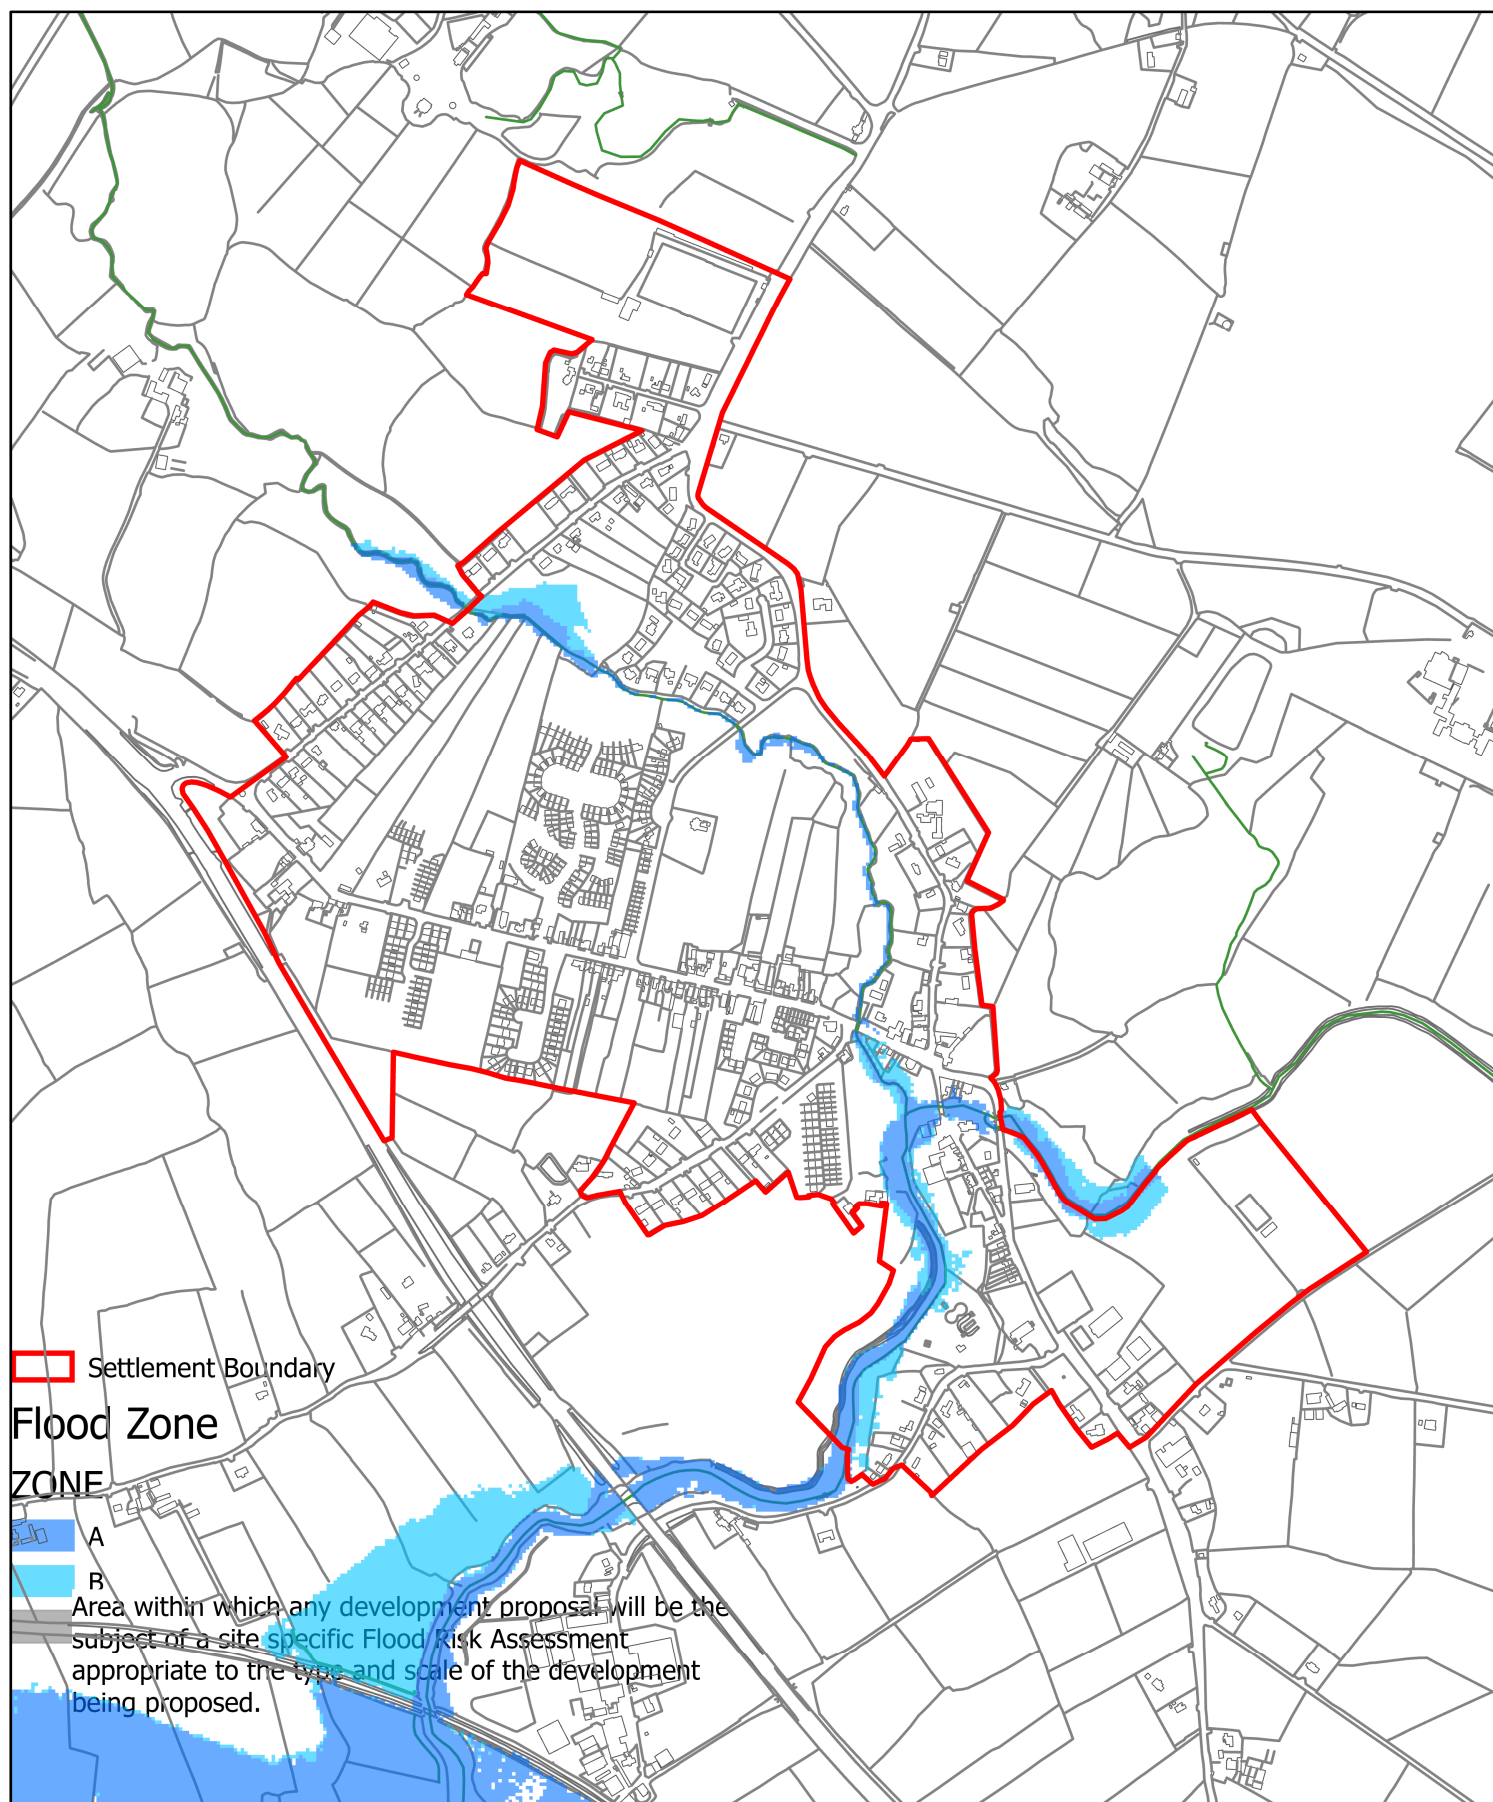 Settlement Boundary
Flood Zone
ZONE
A
B
Area within which any development proposal will be the
subject of a site specific Flood Risk Assessment
appropriate to the type and scale of the development
being proposed.